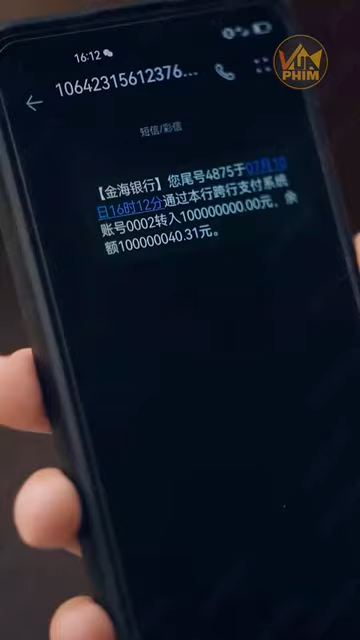 16:12
VUA PHIM
10642315612376...
短信/彩信
【金海银行】您尾号4875于07月10
日16时12分通过本行跨行支付系统
账号0002转入100000000.00元，余
额100000040.31元。